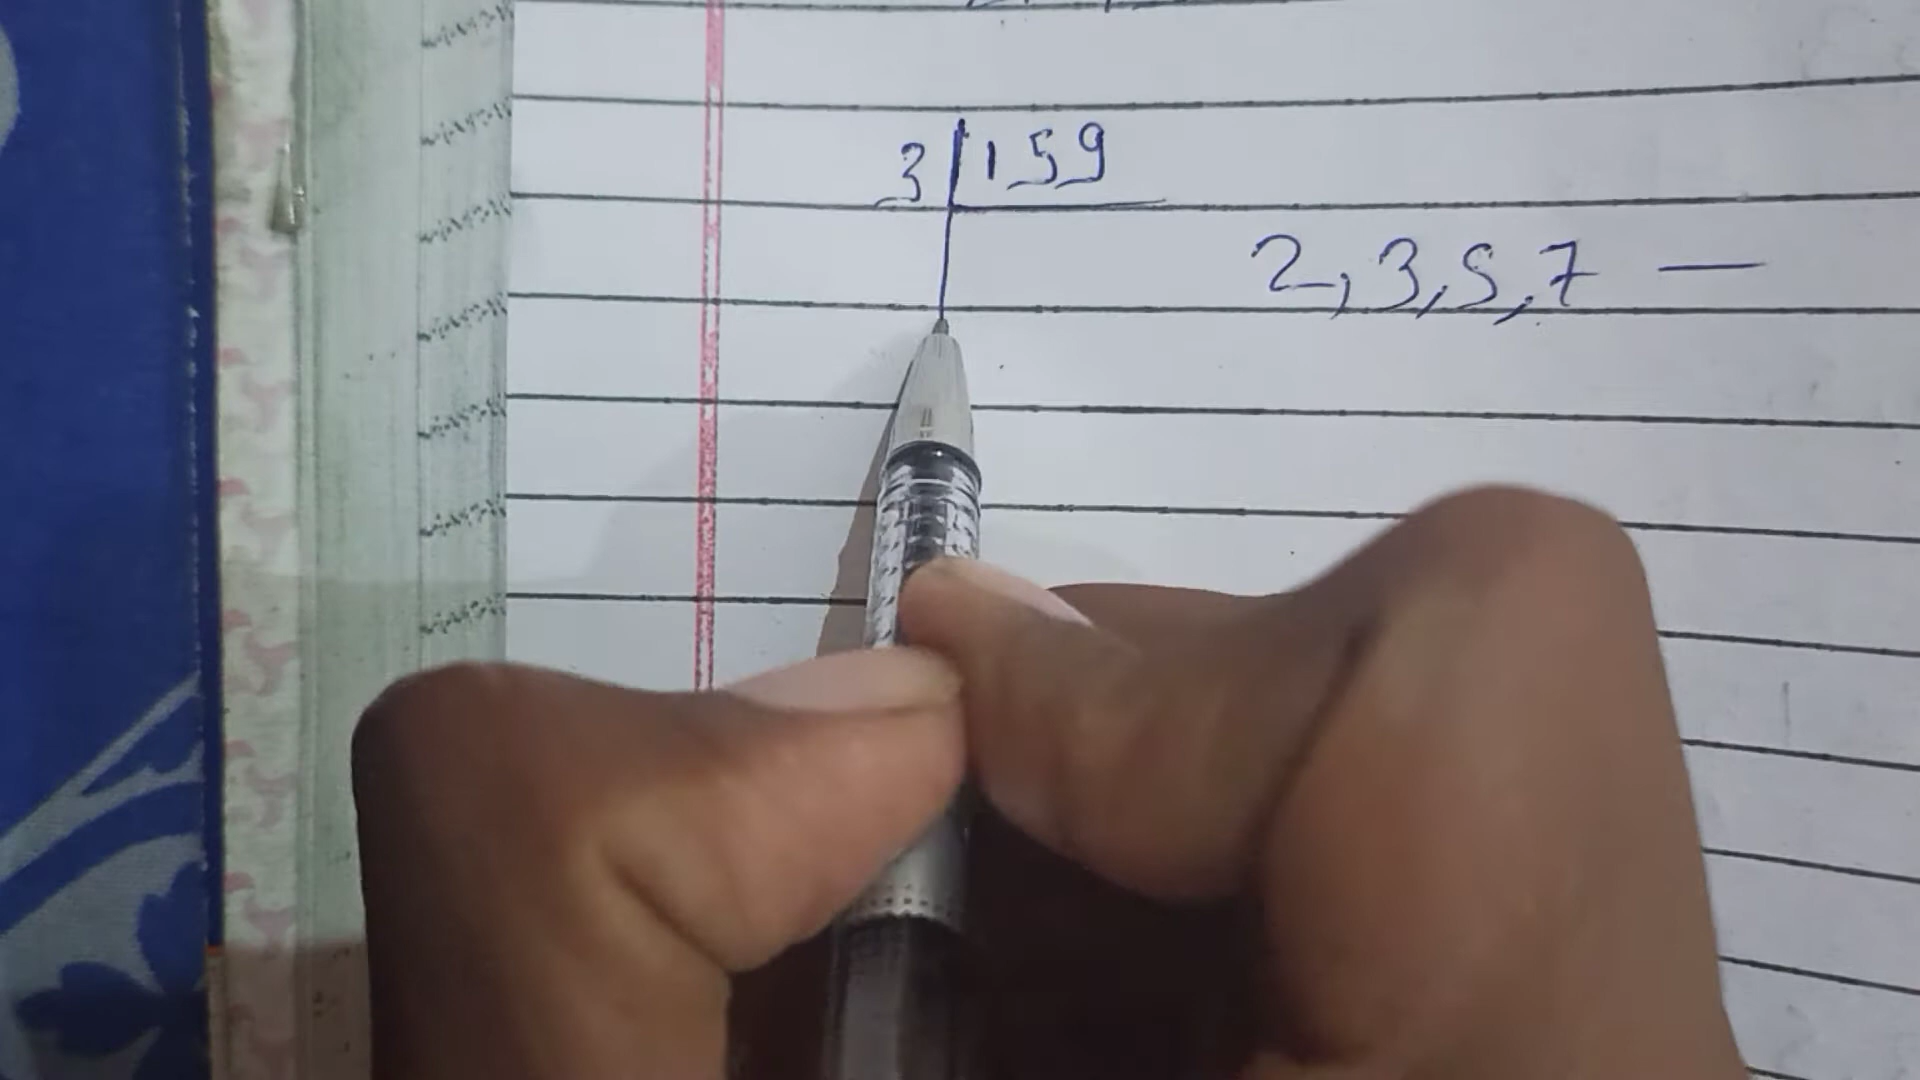 3 | 159
2, 3, 5, 7 —